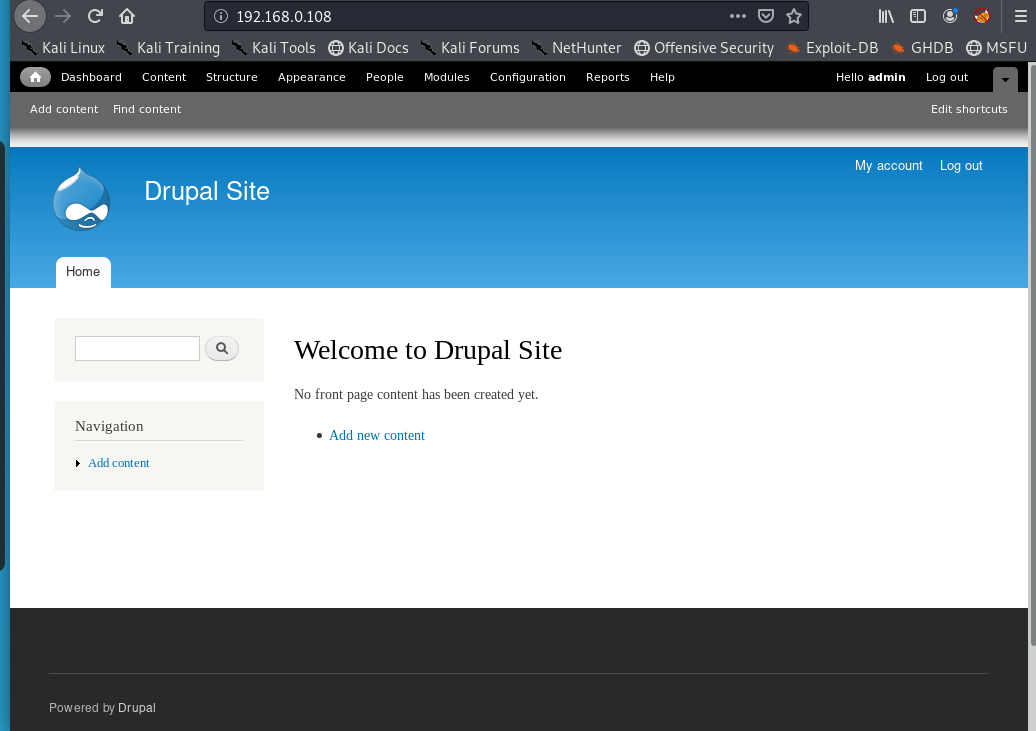 192.168.0.108
Kali Linux Kali Training Kali Tools Kali Docs Kali Forums NetHunter Offensive Security Exploit-DB GHDB MSFU
Dashboard Content Structure Appearance People Modules Configuration Reports Help Hello admin Log out
Add content Find content Edit shortcuts
My account Log out
Drupal Site
Home
Welcome to Drupal Site
No front page content has been created yet.
Add new content
Navigation
Add content
Powered by Drupal